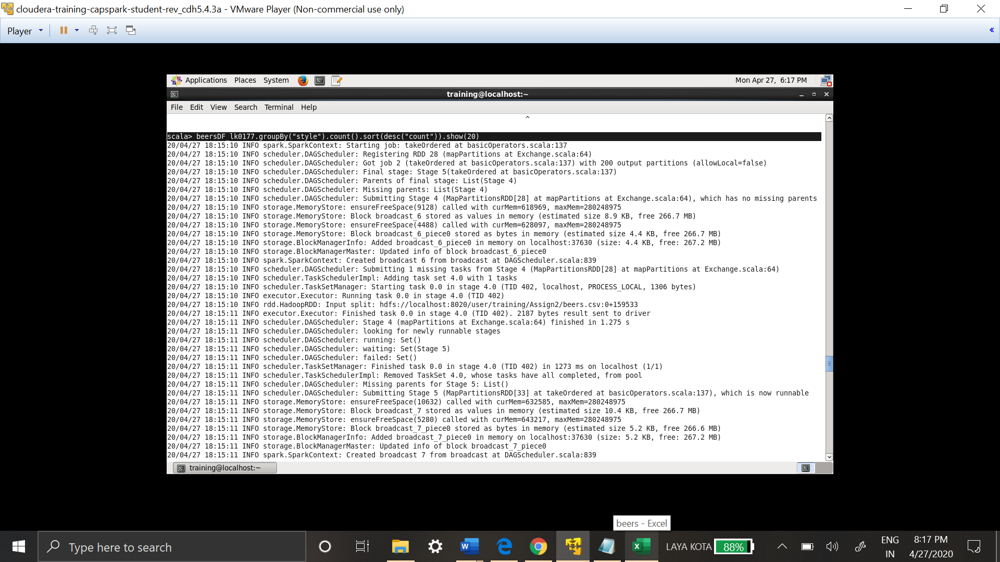 cloudera-training-capspark-student-rev_cdh5.4.3a - VMware Player (Non-commercial use only)
Player
Applications Places System Mon Apr 27, 6:17 PM
training@localhost:~
File Edit View Search Terminal Help
^
scala> beersDF_lk0177.groupBy("style").count().sort(desc("count")).show(20)
20/04/27 18:15:10 INFO spark.SparkContext: Starting job: takeOrdered at basicOperators.scala:137
20/04/27 18:15:10 INFO scheduler.DAGScheduler: Registering RDD 28 (mapPartitions at Exchange.scala:64)
20/04/27 18:15:10 INFO scheduler.DAGScheduler: Got job 2 (takeOrdered at basicOperators.scala:137) with 200 output partitions (allowLocal=false)
20/04/27 18:15:10 INFO scheduler.DAGScheduler: Final stage: Stage 5(takeOrdered at basicOperators.scala:137)
20/04/27 18:15:10 INFO scheduler.DAGScheduler: Parents of final stage: List(Stage 4)
20/04/27 18:15:10 INFO scheduler.DAGScheduler: Missing parents: List(Stage 4)
20/04/27 18:15:10 INFO scheduler.DAGScheduler: Submitting Stage 4 (MapPartitionsRDD[28] at mapPartitions at Exchange.scala:64), which has no missing parents
20/04/27 18:15:10 INFO storage.MemoryStore: ensureFreeSpace(9128) called with curMem=618969, maxMem=280248975
20/04/27 18:15:10 INFO storage.MemoryStore: Block broadcast_6 stored as values in memory (estimated size 8.9 KB, free 266.7 MB)
20/04/27 18:15:10 INFO storage.MemoryStore: ensureFreeSpace(4488) called with curMem=628097, maxMem=280248975
20/04/27 18:15:10 INFO storage.MemoryStore: Block broadcast_6_piece0 stored as bytes in memory (estimated size 4.4 KB, free 266.7 MB)
20/04/27 18:15:10 INFO storage.BlockManagerInfo: Added broadcast_6_piece0 in memory on localhost:37630 (size: 4.4 KB, free: 267.2 MB)
20/04/27 18:15:10 INFO storage.BlockManagerMaster: Updated info of block broadcast_6_piece0
20/04/27 18:15:10 INFO spark.SparkContext: Created broadcast 6 from broadcast at DAGScheduler.scala:839
20/04/27 18:15:10 INFO scheduler.DAGScheduler: Submitting 1 missing tasks from Stage 4 (MapPartitionsRDD[28] at mapPartitions at Exchange.scala:64)
20/04/27 18:15:10 INFO scheduler.TaskSchedulerImpl: Adding task set 4.0 with 1 tasks
20/04/27 18:15:10 INFO scheduler.TaskSetManager: Starting task 0.0 in stage 4.0 (TID 402, localhost, PROCESS_LOCAL, 1306 bytes)
20/04/27 18:15:10 INFO executor.Executor: Running task 0.0 in stage 4.0 (TID 402)
20/04/27 18:15:10 INFO rdd.HadoopRDD: Input split: hdfs://localhost:8020/user/training/Assign2/beers.csv:0+159533
20/04/27 18:15:11 INFO executor.Executor: Finished task 0.0 in stage 4.0 (TID 402). 2187 bytes result sent to driver
20/04/27 18:15:11 INFO scheduler.DAGScheduler: Stage 4 (mapPartitions at Exchange.scala:64) finished in 1.275 s
20/04/27 18:15:11 INFO scheduler.DAGScheduler: looking for newly runnable stages
20/04/27 18:15:11 INFO scheduler.DAGScheduler: running: Set()
20/04/27 18:15:11 INFO scheduler.DAGScheduler: waiting: Set(Stage 5)
20/04/27 18:15:11 INFO scheduler.DAGScheduler: failed: Set()
20/04/27 18:15:11 INFO scheduler.TaskSetManager: Finished task 0.0 in stage 4.0 (TID 402) in 1273 ms on localhost (1/1)
20/04/27 18:15:11 INFO scheduler.TaskSchedulerImpl: Removed TaskSet 4.0, whose tasks have all completed, from pool
20/04/27 18:15:11 INFO scheduler.DAGScheduler: Missing parents for Stage 5: List()
20/04/27 18:15:11 INFO scheduler.DAGScheduler: Submitting Stage 5 (MapPartitionsRDD[33] at takeOrdered at basicOperators.scala:137), which is now runnable
20/04/27 18:15:11 INFO storage.MemoryStore: ensureFreeSpace(10632) called with curMem=632585, maxMem=280248975
20/04/27 18:15:11 INFO storage.MemoryStore: Block broadcast_7 stored as values in memory (estimated size 10.4 KB, free 266.7 MB)
20/04/27 18:15:11 INFO storage.MemoryStore: ensureFreeSpace(5280) called with curMem=643217, maxMem=280248975
20/04/27 18:15:11 INFO storage.MemoryStore: Block broadcast_7_piece0 stored as bytes in memory (estimated size 5.2 KB, free 266.6 MB)
20/04/27 18:15:11 INFO storage.BlockManagerInfo: Added broadcast_7_piece0 in memory on localhost:37630 (size: 5.2 KB, free: 267.2 MB)
20/04/27 18:15:11 INFO storage.BlockManagerMaster: Updated info of block broadcast_7_piece0
20/04/27 18:15:11 INFO spark.SparkContext: Created broadcast 7 from broadcast at DAGScheduler.scala:839
training@localhost:~
beers - Excel
Type here to search
LAYA KOTA 88%
ENG
IN
8:17 PM
4/27/2020